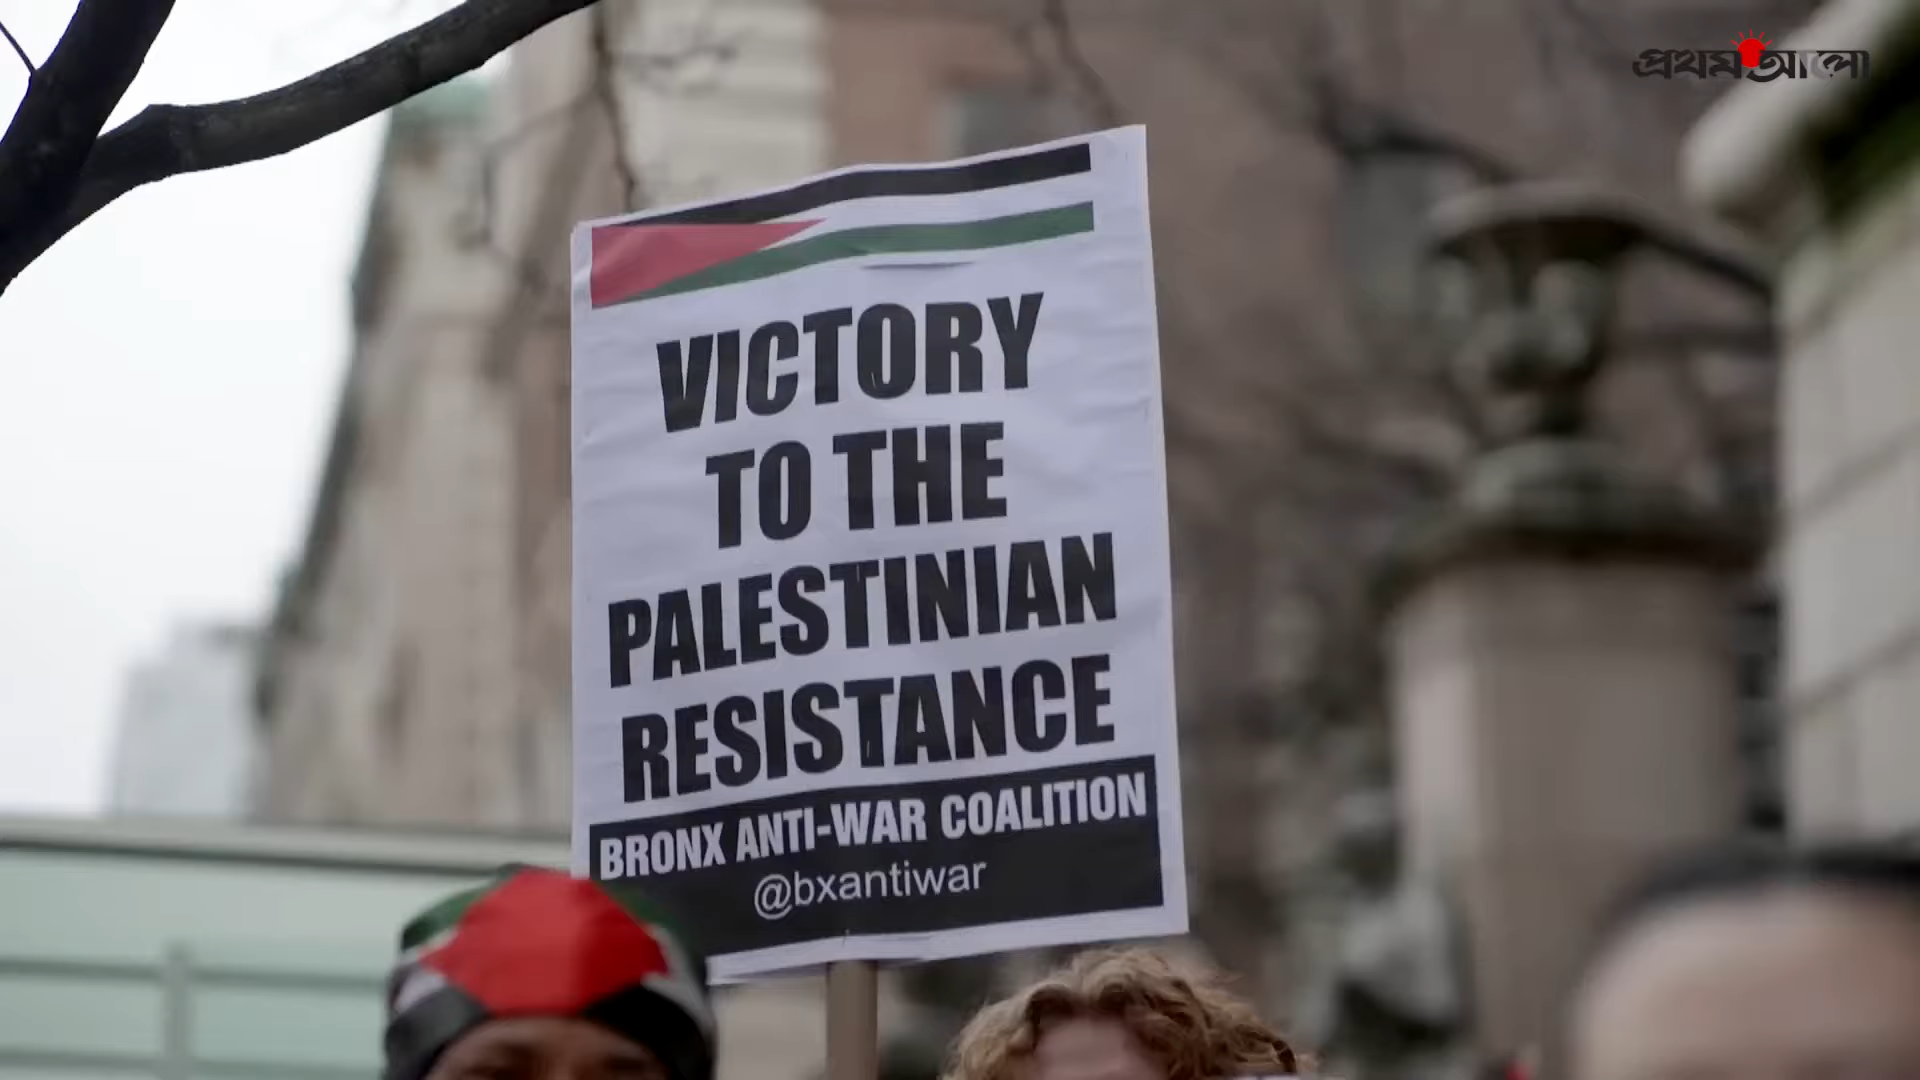 প্রথম আলো
VICTORY
TO THE
PALESTINIAN
RESISTANCE
BRONX ANTI-WAR COALITION
@bxantiwar